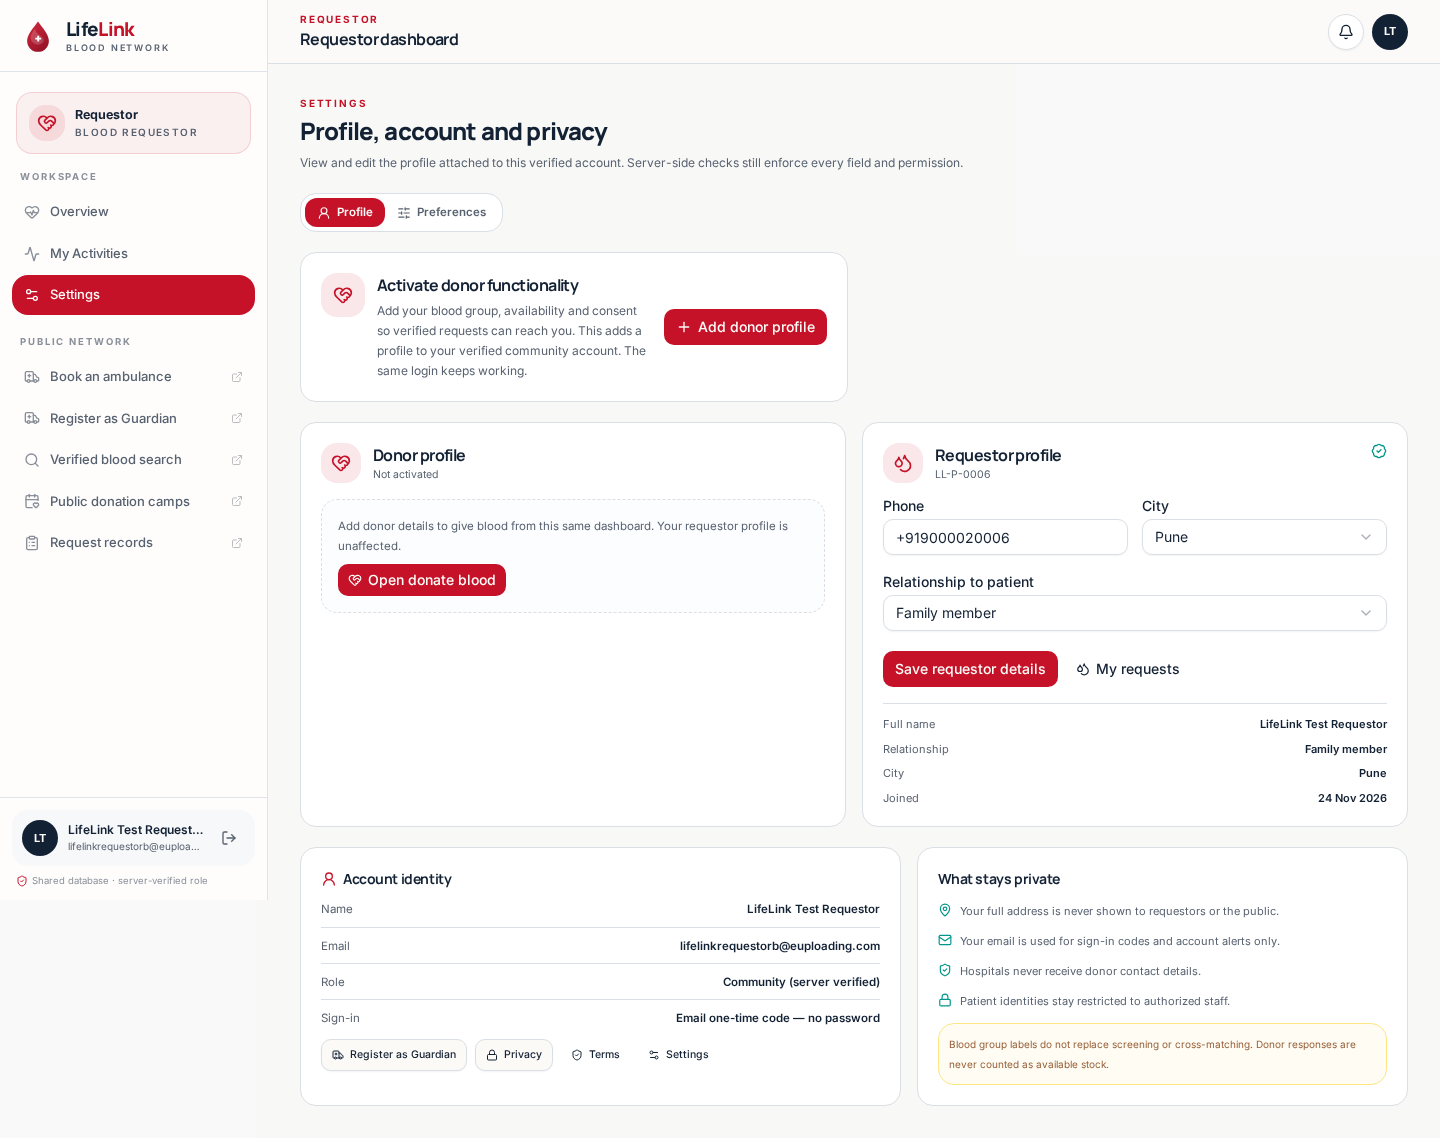 LifeLink
BLOOD NETWORK
Requestor
BLOOD REQUESTOR
WORKSPACE
Overview
My Activities
Settings
PUBLIC NETWORK
Book an ambulance
Register as Guardian
Verified blood search
Public donation camps
Request records
LT
LifeLink Test Request...
lifelinkrequestorb@euploa...
Shared database · server-verified role
REQUESTOR
Requestor dashboard
LT
SETTINGS
Profile, account and privacy
View and edit the profile attached to this verified account. Server-side checks still enforce every field and permission.
Profile
Preferences
Activate donor functionality
Add your blood group, availability and consent
so verified requests can reach you. This adds a
profile to your verified community account. The
same login keeps working.
Add donor profile
Donor profile
Not activated
Add donor details to give blood from this same dashboard. Your requestor profile is
unaffected.
Open donate blood
Requestor profile
LL-P-0006
Phone
City
+919000020006
Pune
Relationship to patient
Family member
Save requestor details
My requests
Full name
LifeLink Test Requestor
Relationship
Family member
City
Pune
Joined
24 Nov 2026
Account identity
Name
LifeLink Test Requestor
Email
lifelinkrequestorb@euploading.com
Role
Community (server verified)
Sign-in
Email one-time code — no password
Register as Guardian
Privacy
Terms
Settings
What stays private
Your full address is never shown to requestors or the public.
Your email is used for sign-in codes and account alerts only.
Hospitals never receive donor contact details.
Patient identities stay restricted to authorized staff.
Blood group labels do not replace screening or cross-matching. Donor responses are
never counted as available stock.